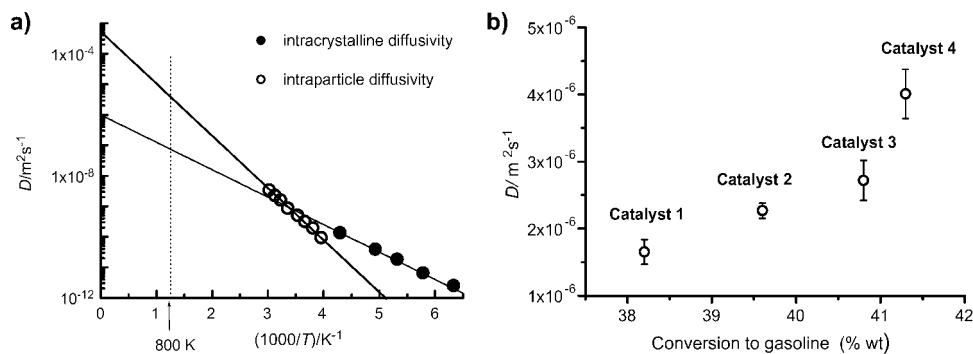 a)
intracrystalline diffusivity
intraparticle diffusivity
D/m²s⁻¹
1x10⁻⁴
1x10⁻⁸
10⁻¹²
0 1 2 3 4 5 6
800 K
(1000/T)/K⁻¹
b)
D/ m²s⁻¹
5x10⁻⁶
4x10⁻⁶
3x10⁻⁶
2x10⁻⁶
1x10⁻⁶
Catalyst 4
Catalyst 3
Catalyst 2
Catalyst 1
38 39 40 41 42
Conversion to gasoline (% wt)